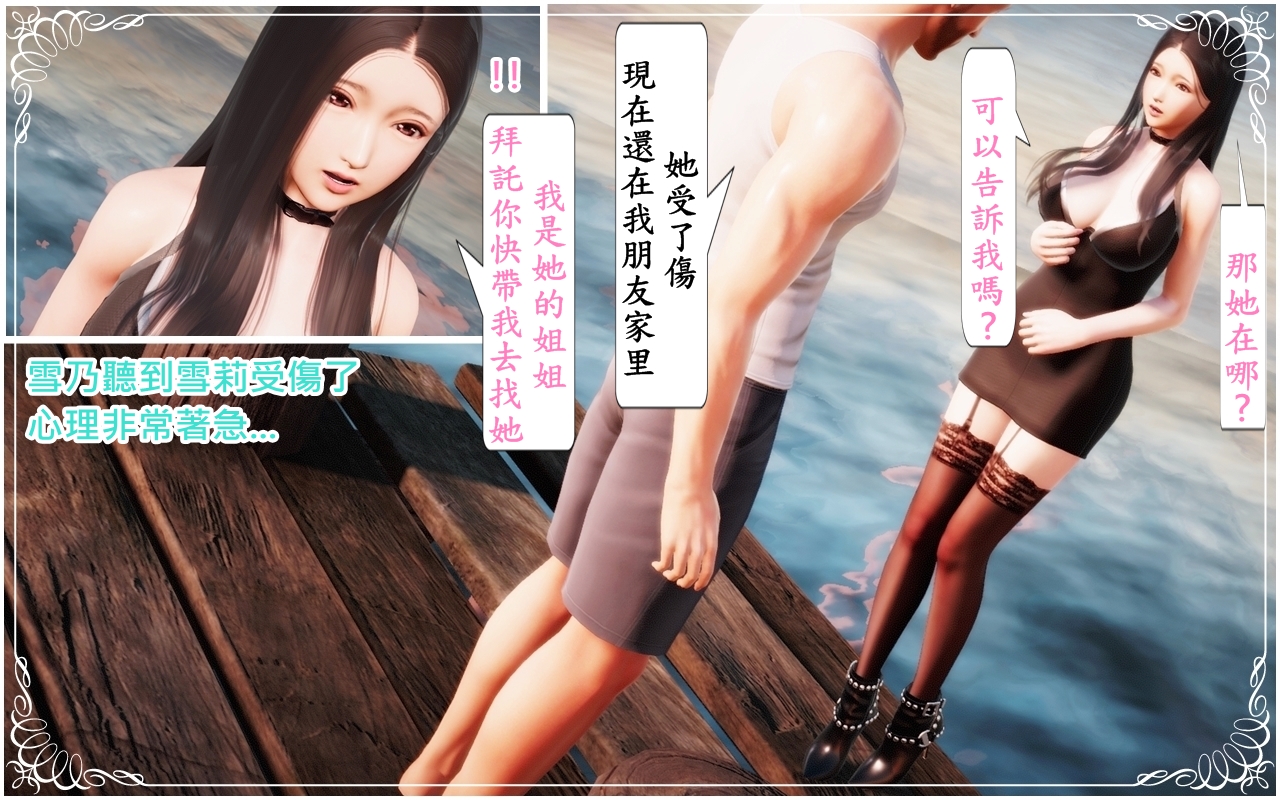 那她在哪?
可以告訴我嗎?
她受了傷
現在還在我朋友家里
!!
我是她的姐姐
拜託你快帶我去找她
雪乃聽到雪莉受傷了
心理非常著急...